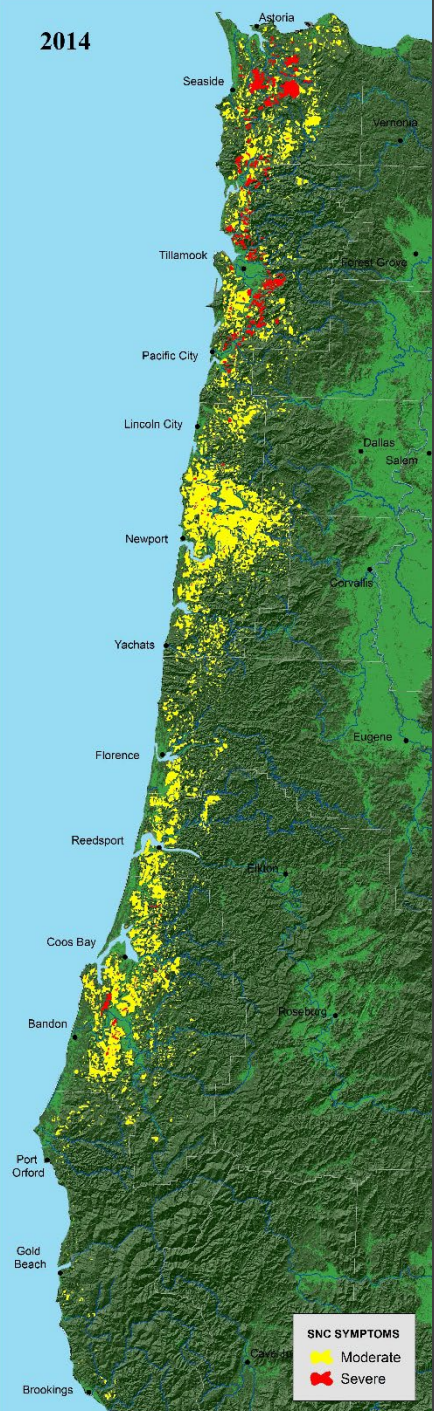 2014
Astoria
Seaside
Vernonia
Tillamook
Forest Grove
Pacific City
Lincoln City
Dallas
Salem
Newport
Corvallis
Yachats
Eugene
Florence
Reedsport
Elkton
Coos Bay
Roseburg
Bandon
Port
Orford
Gold
Beach
SNC SYMPTOMS
Moderate
Severe
Brookings